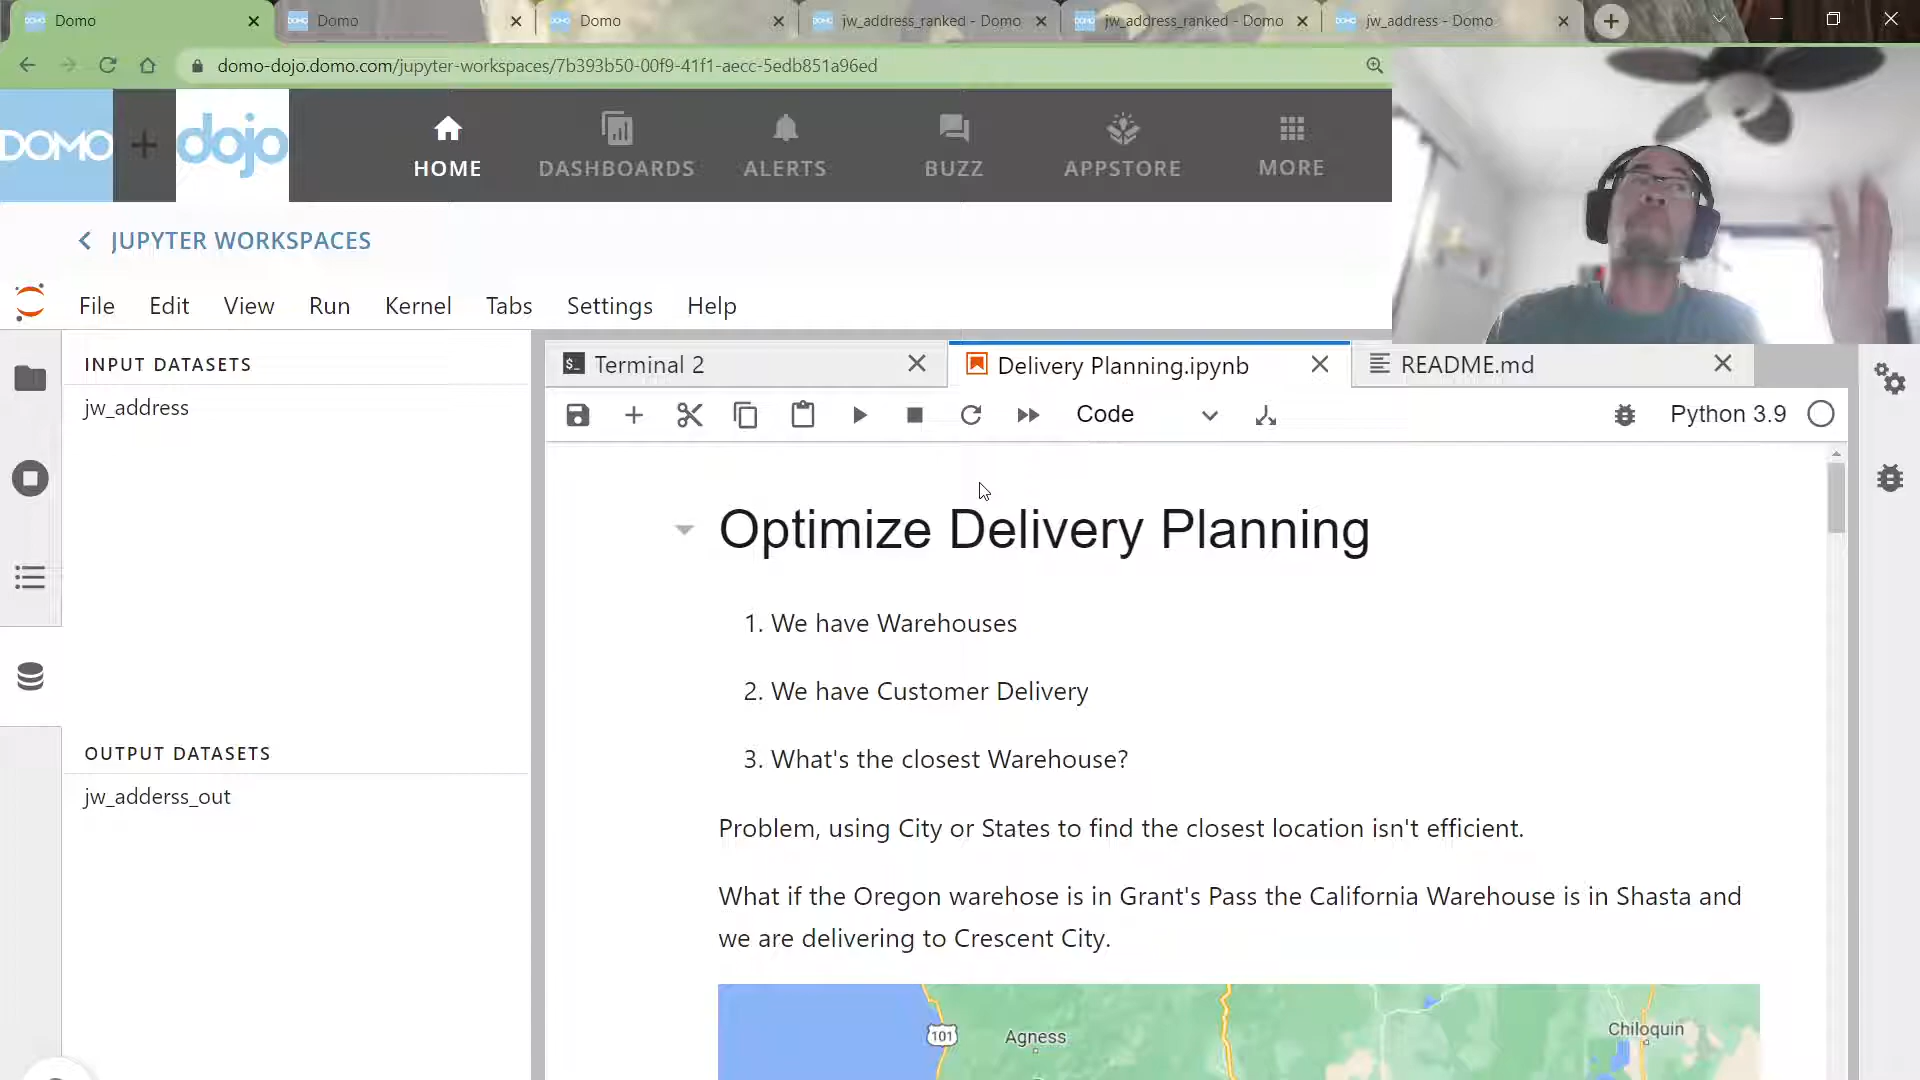 Domo
Domo
Domo
jw_address_ranked - Domo
jw_address_ranked - Domo
jw_address - Domo
domo-dojo.domo.com/jupyter-workspaces/7b393b50-00f9-41f1-aecc-5edb851a96ed
DOMO
dojo
HOME
DASHBOARDS
ALERTS
BUZZ
APPSTORE
MORE
JUPYTER WORKSPACES
File Edit View Run Kernel Tabs Settings Help
INPUT DATASETS
jw_address
OUTPUT DATASETS
jw_adderss_out
Terminal 2
Delivery Planning.ipynb
README.md
Code
Python 3.9
Optimize Delivery Planning
1. We have Warehouses
2. We have Customer Delivery
3. What's the closest Warehouse?
Problem, using City or States to find the closest location isn't efficient.
What if the Oregon warehose is in Grant's Pass the California Warehouse is in Shasta and
we are delivering to Crescent City.
101
Agness
Chiloquin